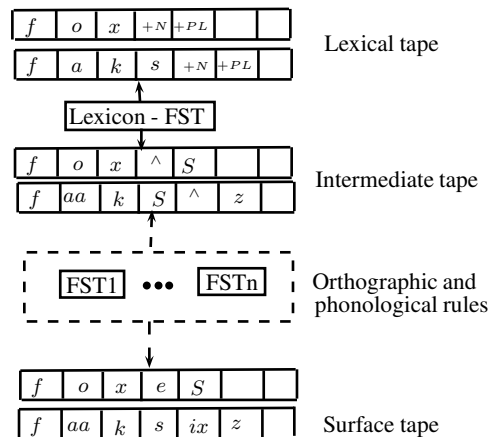 f o x +N +PL
Lexical tape
f a k s +N +PL
Lexicon - FST
f o x ^ S
Intermediate tape
f aa k S ^ z
FST1 ••• FSTn
Orthographic and
phonological rules
f o x e S
f aa k s ix z
Surface tape